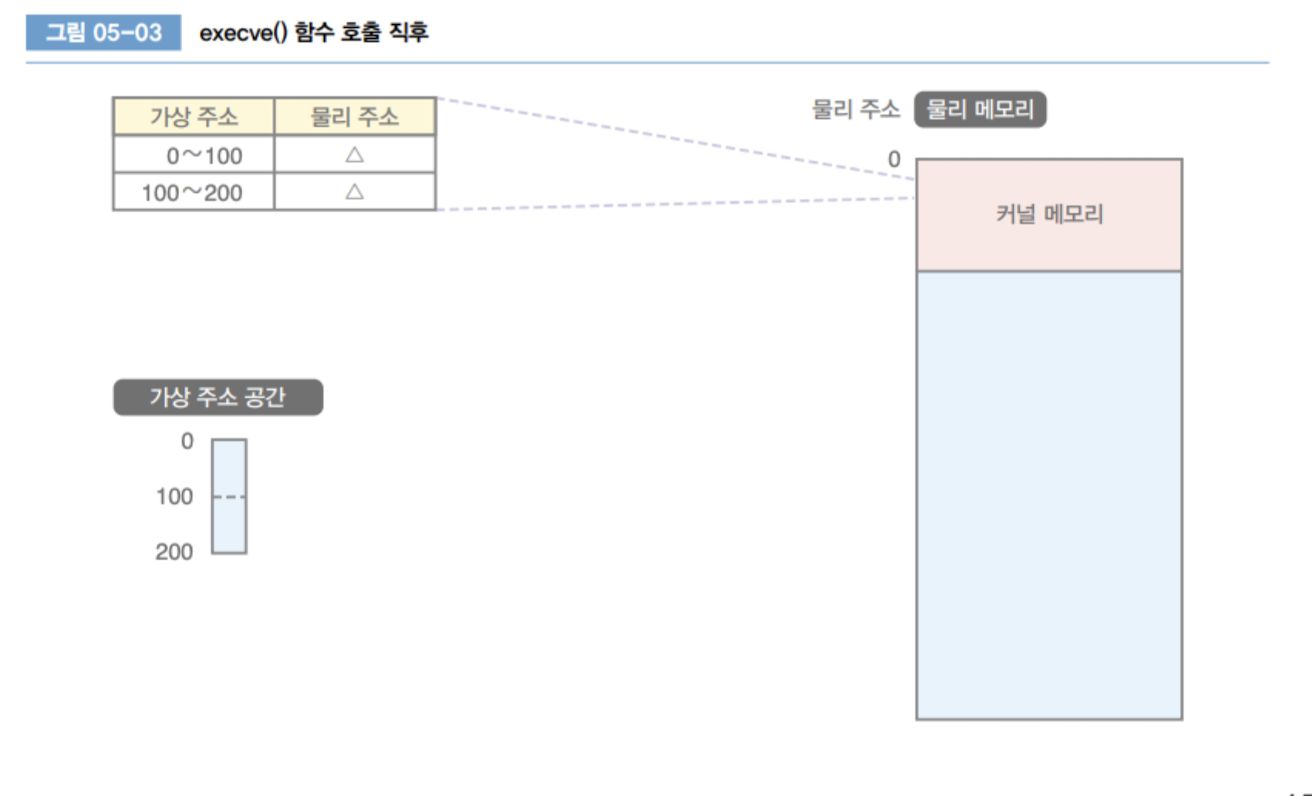 그림 05-03 execve() 함수 호출 직후
가상 주소 물리 주소
0~100 △
100~200 △
물리 주소 물리 메모리
0
커널 메모리
가상 주소 공간
0
100
200